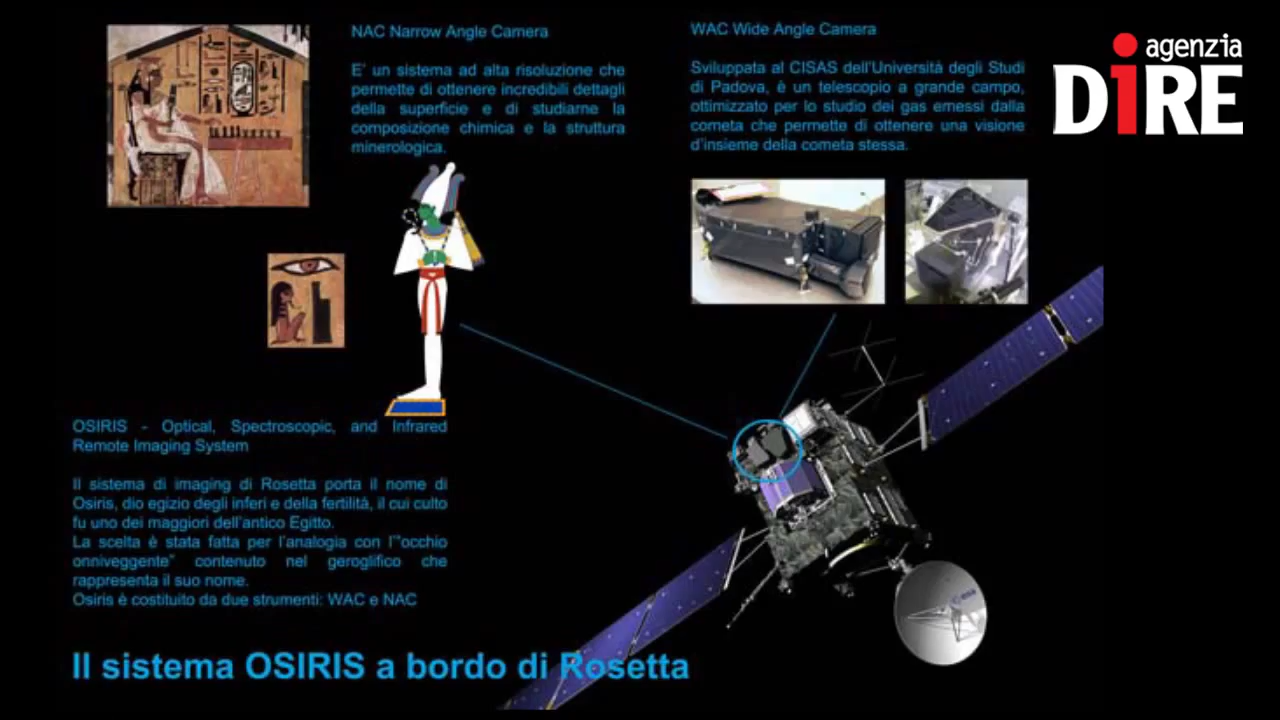 NAC Narrow Angle Camera
E' un sistema ad alta risoluzione che
permette di ottenere incredibili dettagli
della superficie e di studiarne la
composizione chimica e la struttura
minerologica.
WAC Wide Angle Camera
Sviluppata al CISAS dell'Università degli Studi
di Padova, è un telescopio a grande campo,
ottimizzato per lo studio dei gas emessi dalla
cometa che permette di ottenere una visione
d'insieme della cometa stessa.
agenzia
DiRE
OSIRIS - Optical, Spectroscopic, and Infrared
Remote Imaging System
Il sistema di imaging di Rosetta porta il nome di
Osiris, dio egizio degli inferi e della fertilità, il cui culto
fu uno dei maggiori dell'antico Egitto.
La scelta è stata fatta per l'analogia con l'"occhio
onniveggente" contenuto nel geroglifico che
rappresenta il suo nome.
Osiris è costituito da due strumenti: WAC e NAC
esa
Il sistema OSIRIS a bordo di Rosetta